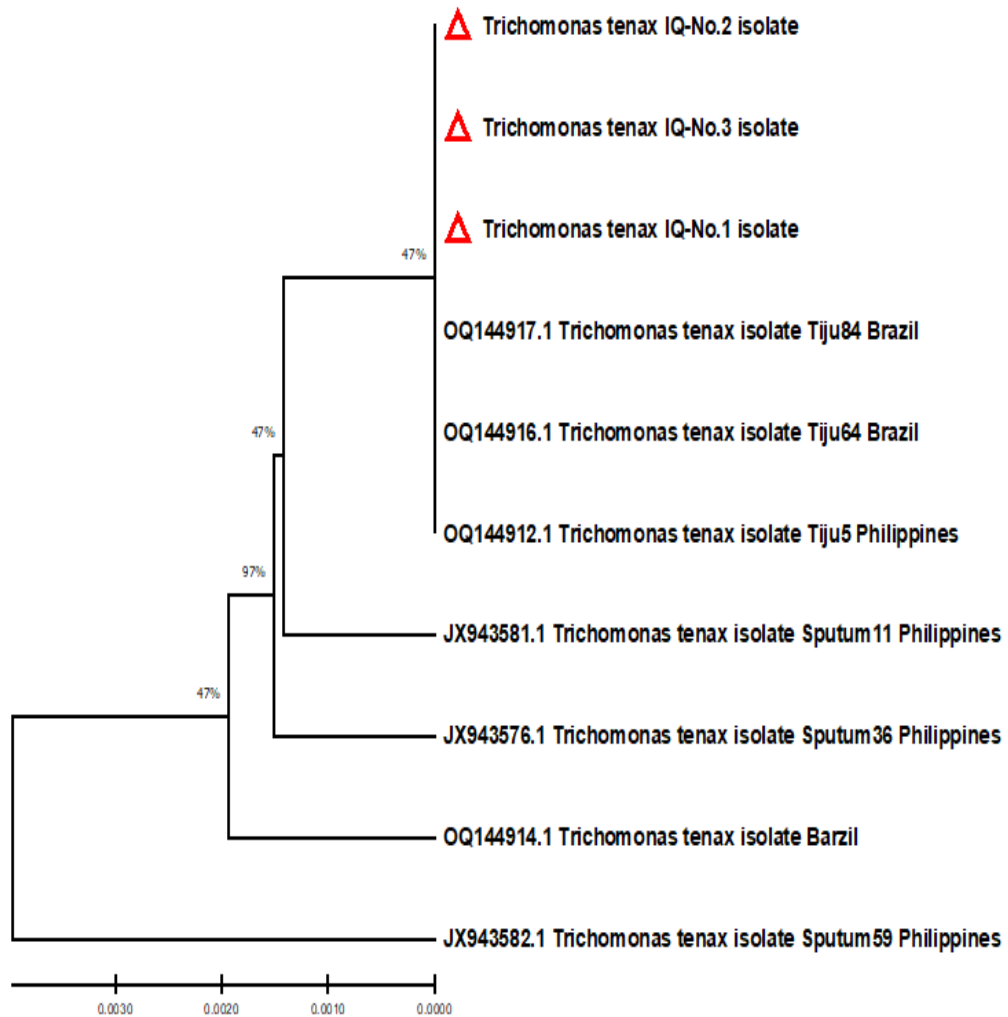 Trichomonas tenax IQ-No.2 isolate
Trichomonas tenax IQ-No.3 isolate
Trichomonas tenax IQ-No.1 isolate
47%
OQ144917.1 Trichomonas tenax isolate Tiju84 Brazil
47%
OQ144916.1 Trichomonas tenax isolate Tiju64 Brazil
OQ144912.1 Trichomonas tenax isolate Tiju5 Philippines
97%
JX943581.1 Trichomonas tenax isolate Sputum11 Philippines
47%
JX943576.1 Trichomonas tenax isolate Sputum36 Philippines
OQ144914.1 Trichomonas tenax isolate Barzil
JX943582.1 Trichomonas tenax isolate Sputum59 Philippines
0.0030 0.0020 0.0010 0.0000